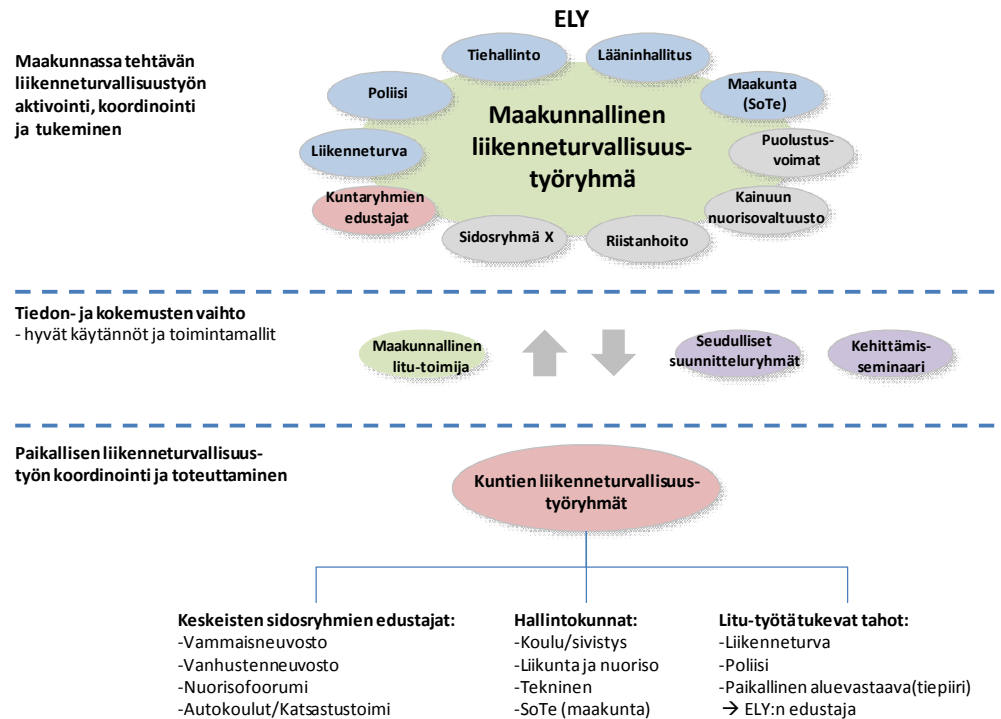 ELY
Maakunnassa tehtävän
liikenneturvallisuustyön
aktivointi, koordinointi
ja tukeminen
Tiehallinto
Lääninhallitus
Poliisi
Maakunta
(SoTe)
Maakunnallinen
liikenneturvallisuus-
työryhmä
Liikenneturva
Puolustus-
voimat
Kuntaryhmien
edustajat
Kainuun
nuorisovaltuusto
Sidosryhmä X
Riistanhoito
Tiedon- ja kokemusten vaihto
- hyvät käytännöt ja toimintamallit
Maakunnallinen
litu-toimija
Seudulliset
suunnitteluryhmät
Kehittämis-
seminaari
Paikallisen liikenneturvallisuus-
työn koordinointi ja toteuttaminen
Kuntien liikenneturvallisuus-
työryhmät
Keskeisten sidosryhmien edustajat:
-Vammaisneuvosto
-Vanhustenneuvosto
-Nuorisofoorumi
-Autokoulut/Katsastustoimi
Hallintokunnat:
-Koulu/sivistys
-Liikunta ja nuoriso
-Tekninen
-SoTe (maakunta)
Litu-työtä tukevat tahot:
-Liikenneturva
-Poliisi
-Paikallinen aluevastaava(tiepiiri)
→ ELY:n edustaja